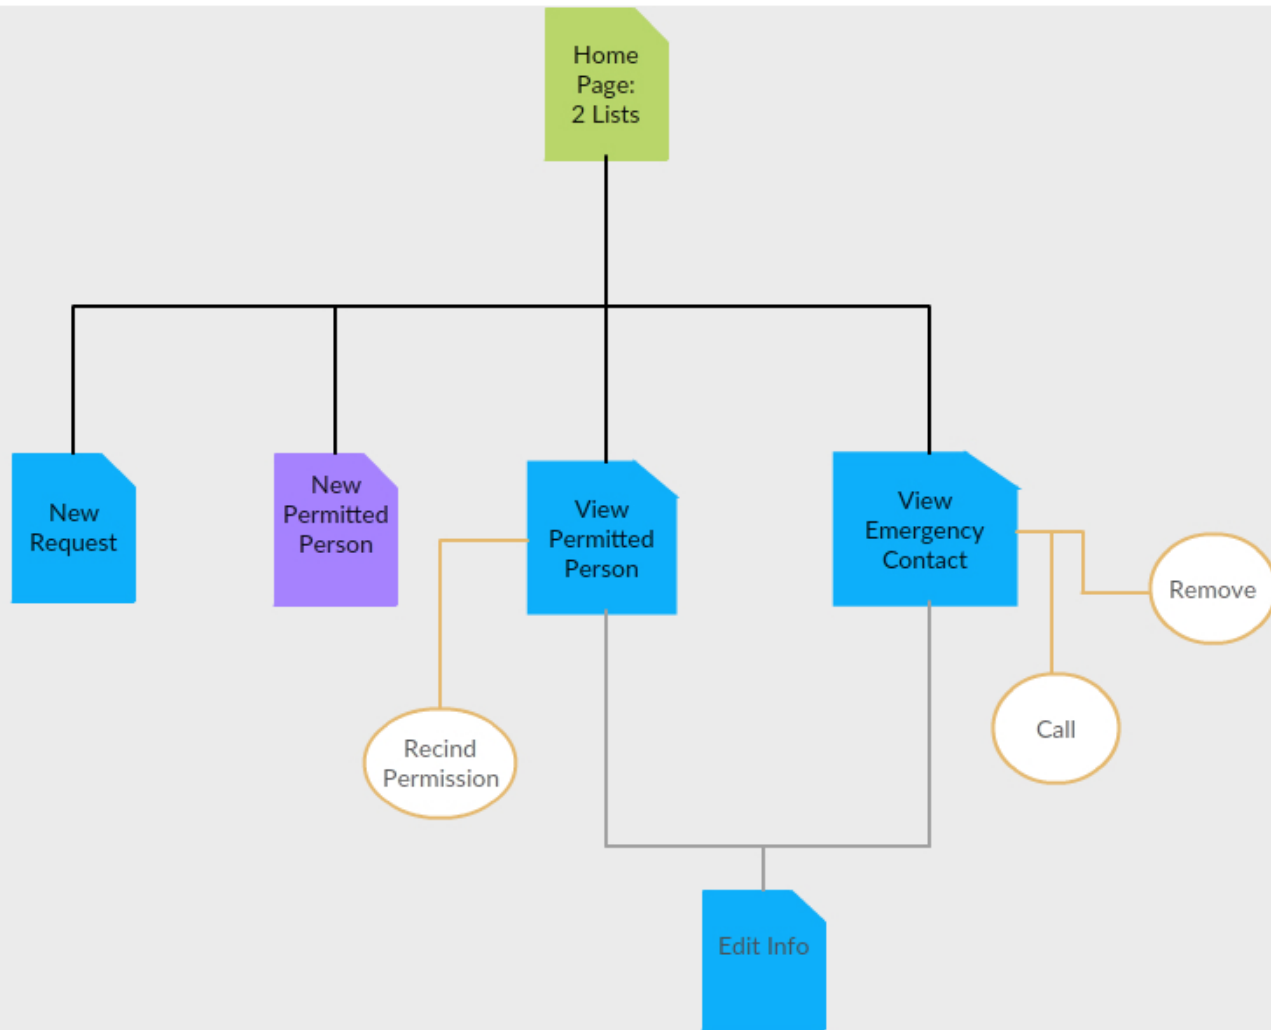 Home
Page:
2 Lists
New
Request
New
Permitted
Person
View
Permitted
Person
View
Emergency
Contact
Remove
Call
Recind
Permission
Edit Info